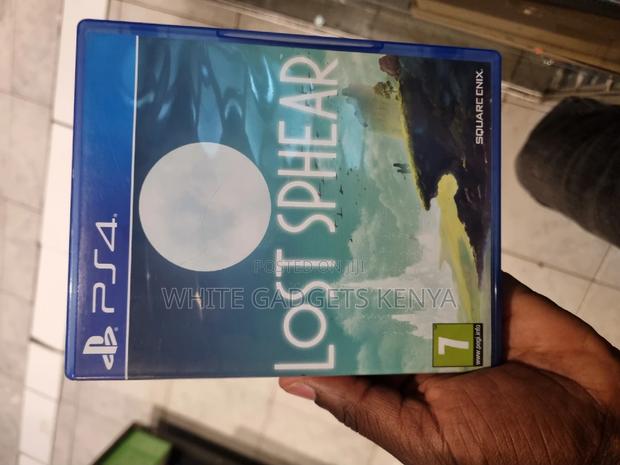 PS4
LOST SPHEAR
SQUARE ENIX.
7
www.pegi.info
POSTED ON JIJI
WHITE GADGETS KENYA